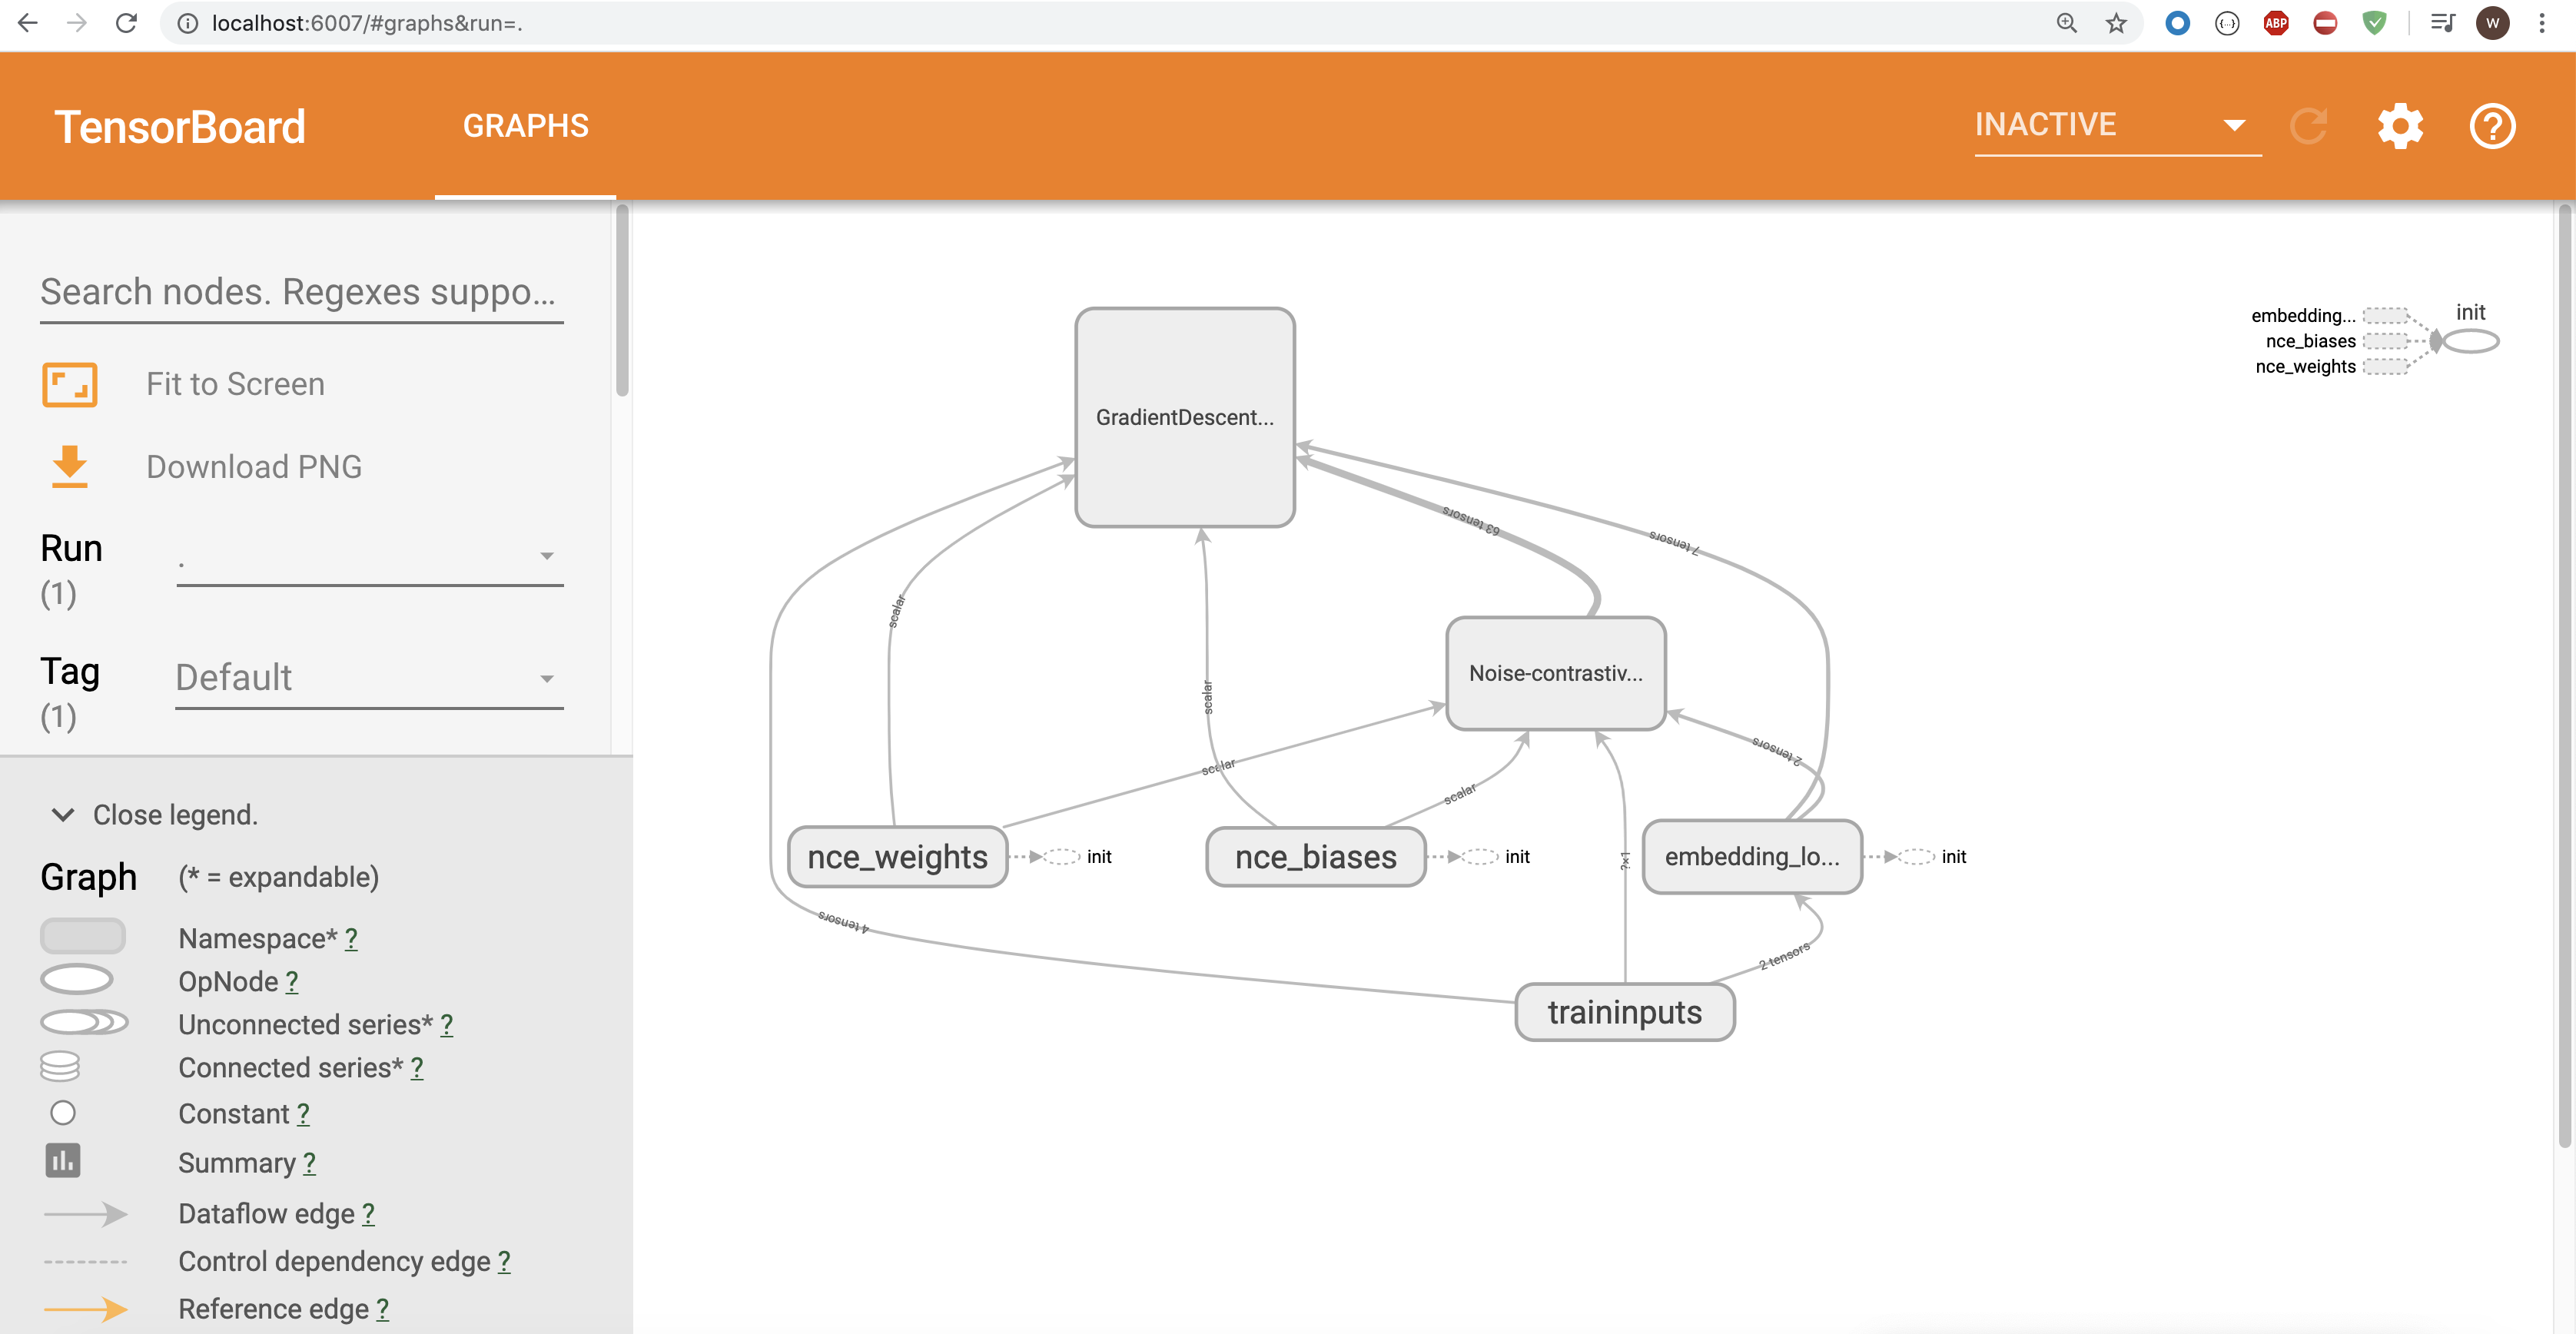 localhost:6007/#graphs&run=.
ABP
W
TensorBoard
GRAPHS
INACTIVE
Search nodes. Regexes suppo...
Fit to Screen
Download PNG
Run
(1)
.
Tag
(1)
Default
Close legend.
Graph
(* = expandable)
Namespace* ?
OpNode ?
Unconnected series* ?
Connected series* ?
Constant ?
Summary ?
Dataflow edge ?
Control dependency edge ?
Reference edge ?
embedding...
nce_biases
nce_weights
init
GradientDescent...
63 tensors
7 tensors
scalar
scalar
Noise-contrastiv...
scalar
scalar
2 tensors
nce_weights
init
nce_biases
init
?×1
embedding_lo...
init
4 tensors
2 tensors
traininputs